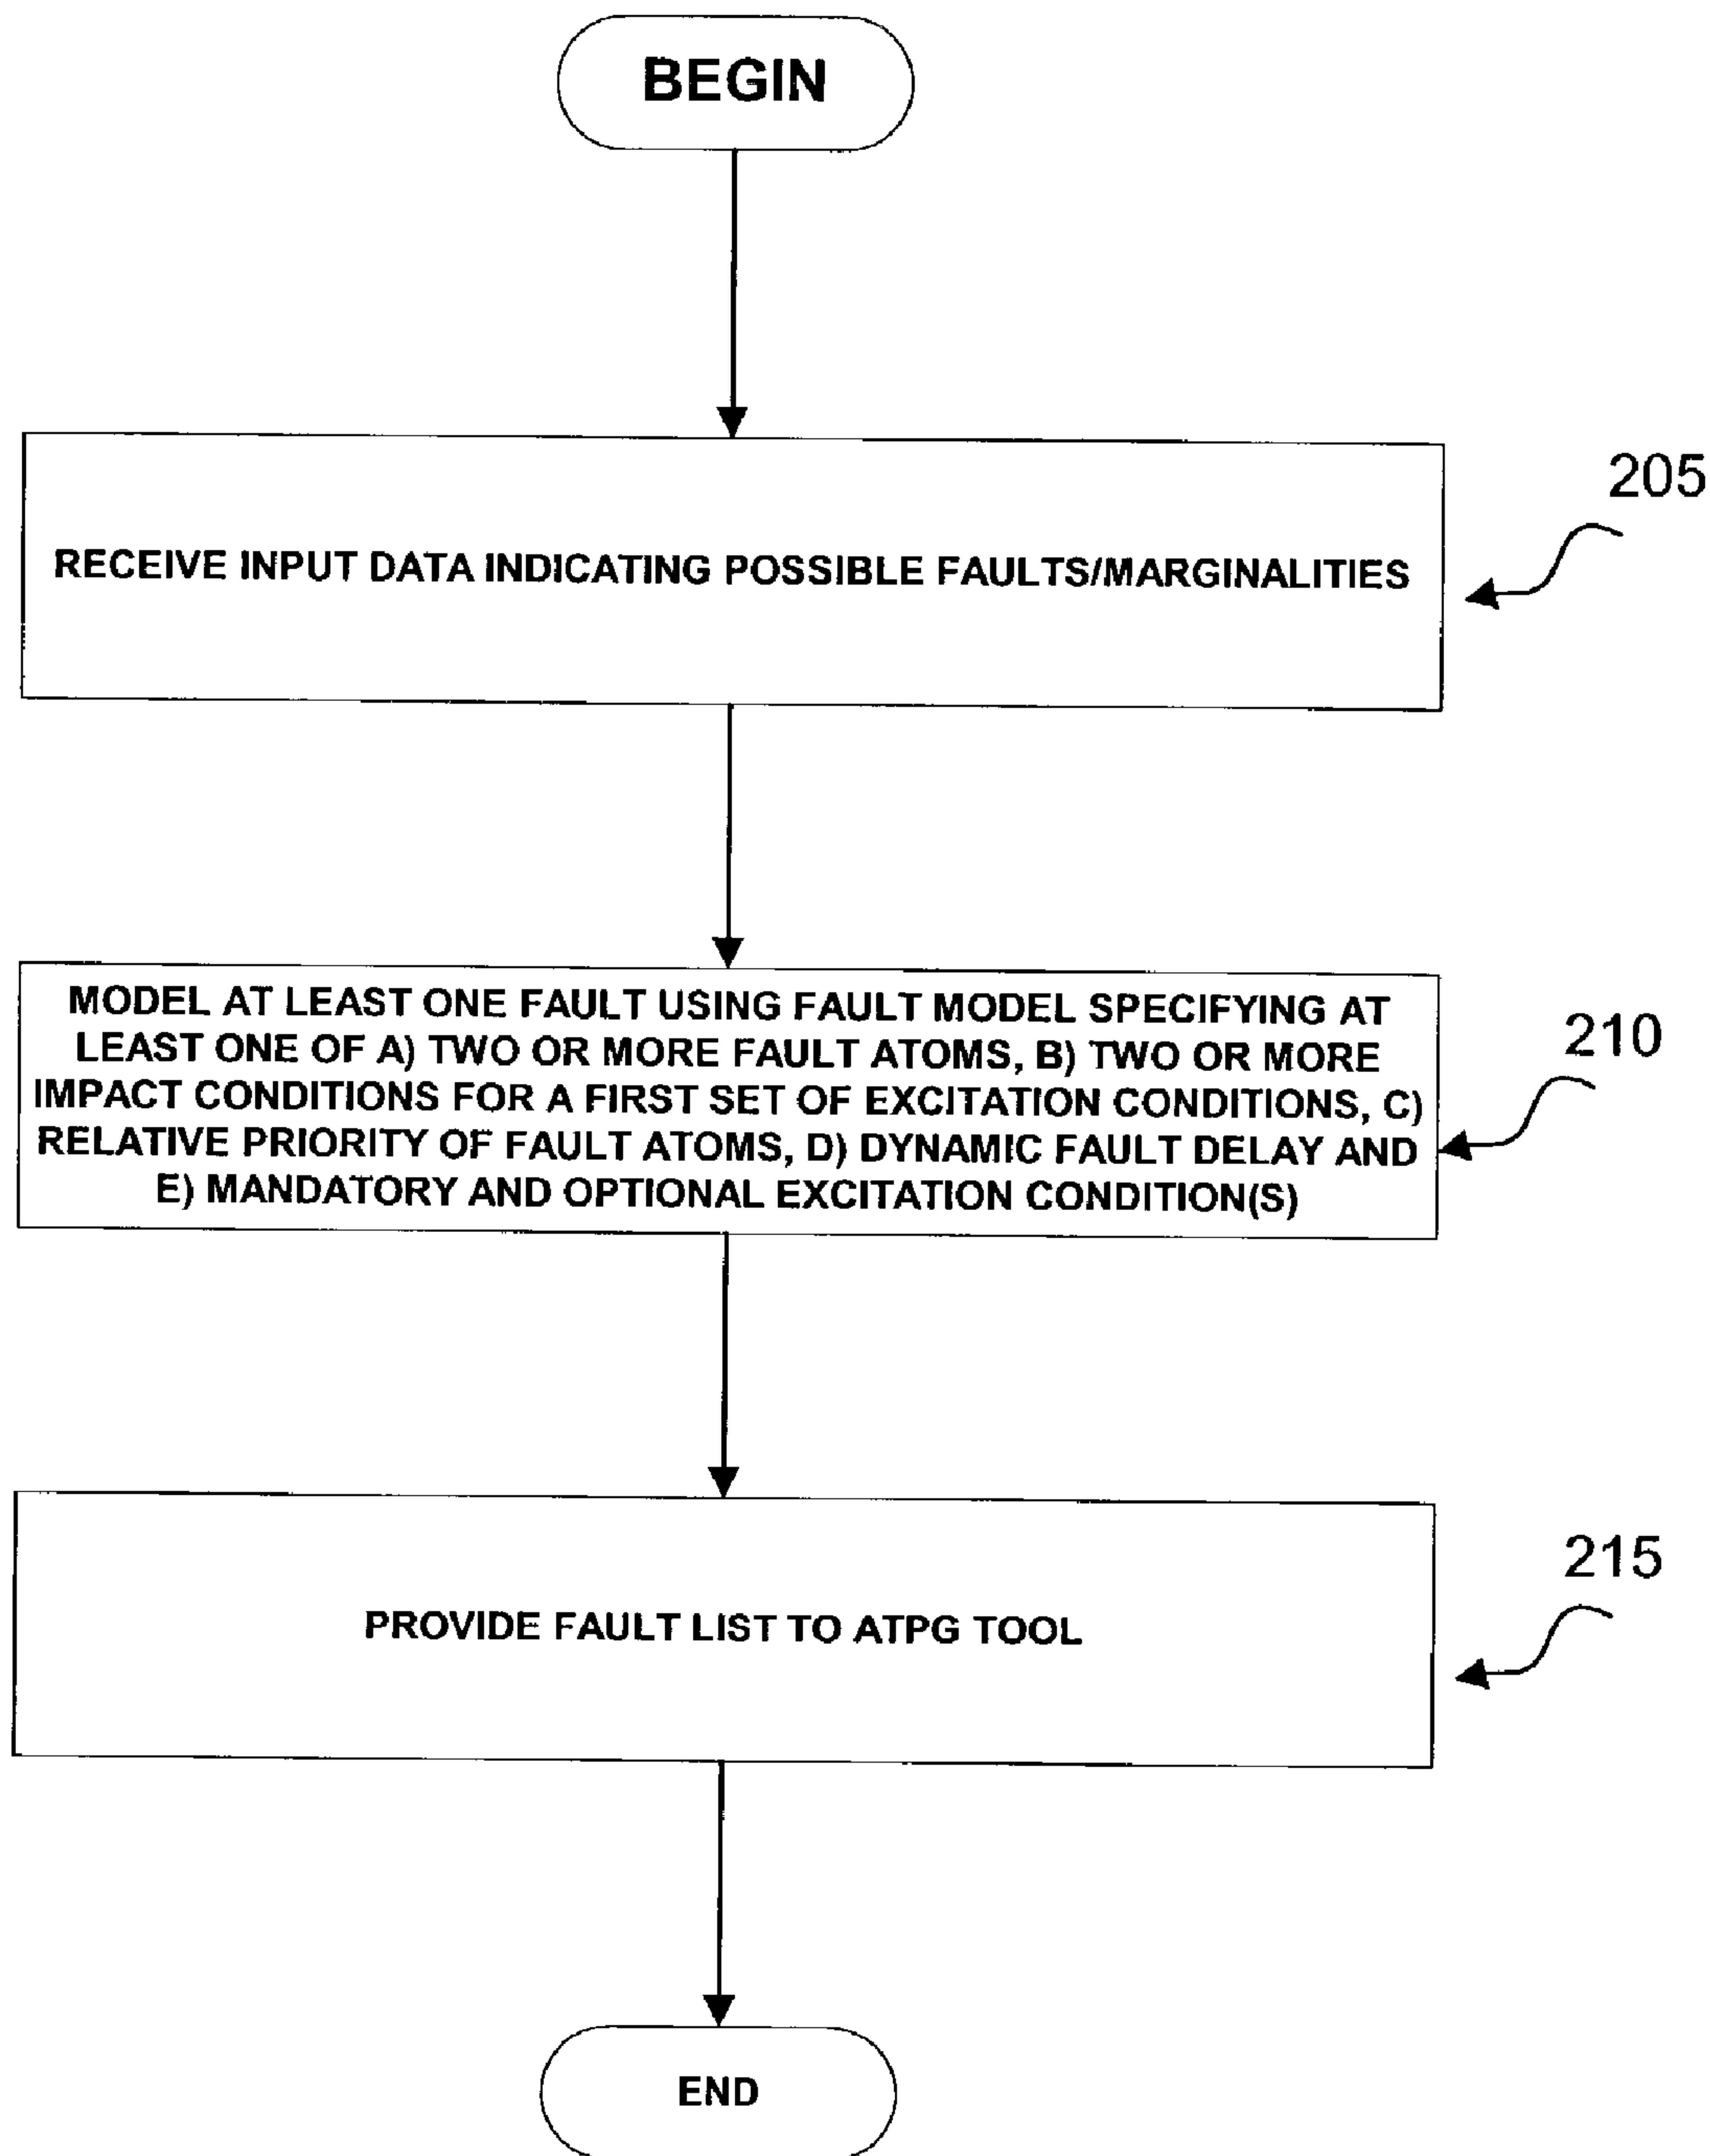 BEGIN
RECEIVE INPUT DATA INDICATING POSSIBLE FAULTS/MARGINALITIES
205
MODEL AT LEAST ONE FAULT USING FAULT MODEL SPECIFYING AT
LEAST ONE OF A) TWO OR MORE FAULT ATOMS, B) TWO OR MORE
IMPACT CONDITIONS FOR A FIRST SET OF EXCITATION CONDITIONS, C)
RELATIVE PRIORITY OF FAULT ATOMS, D) DYNAMIC FAULT DELAY AND
E) MANDATORY AND OPTIONAL EXCITATION CONDITION(S)
210
PROVIDE FAULT LIST TO ATPG TOOL
215
END